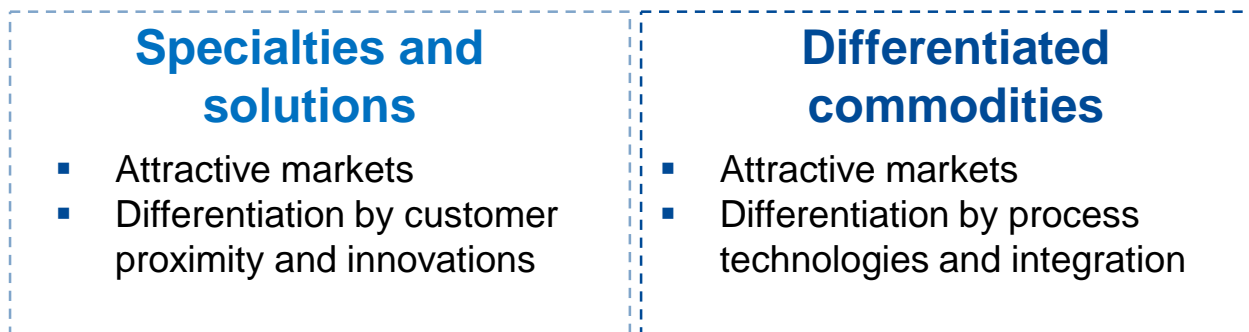 Specialties and
solutions
▪ Attractive markets
▪ Differentiation by customer
proximity and innovations
Differentiated
commodities
▪ Attractive markets
▪ Differentiation by process
technologies and integration